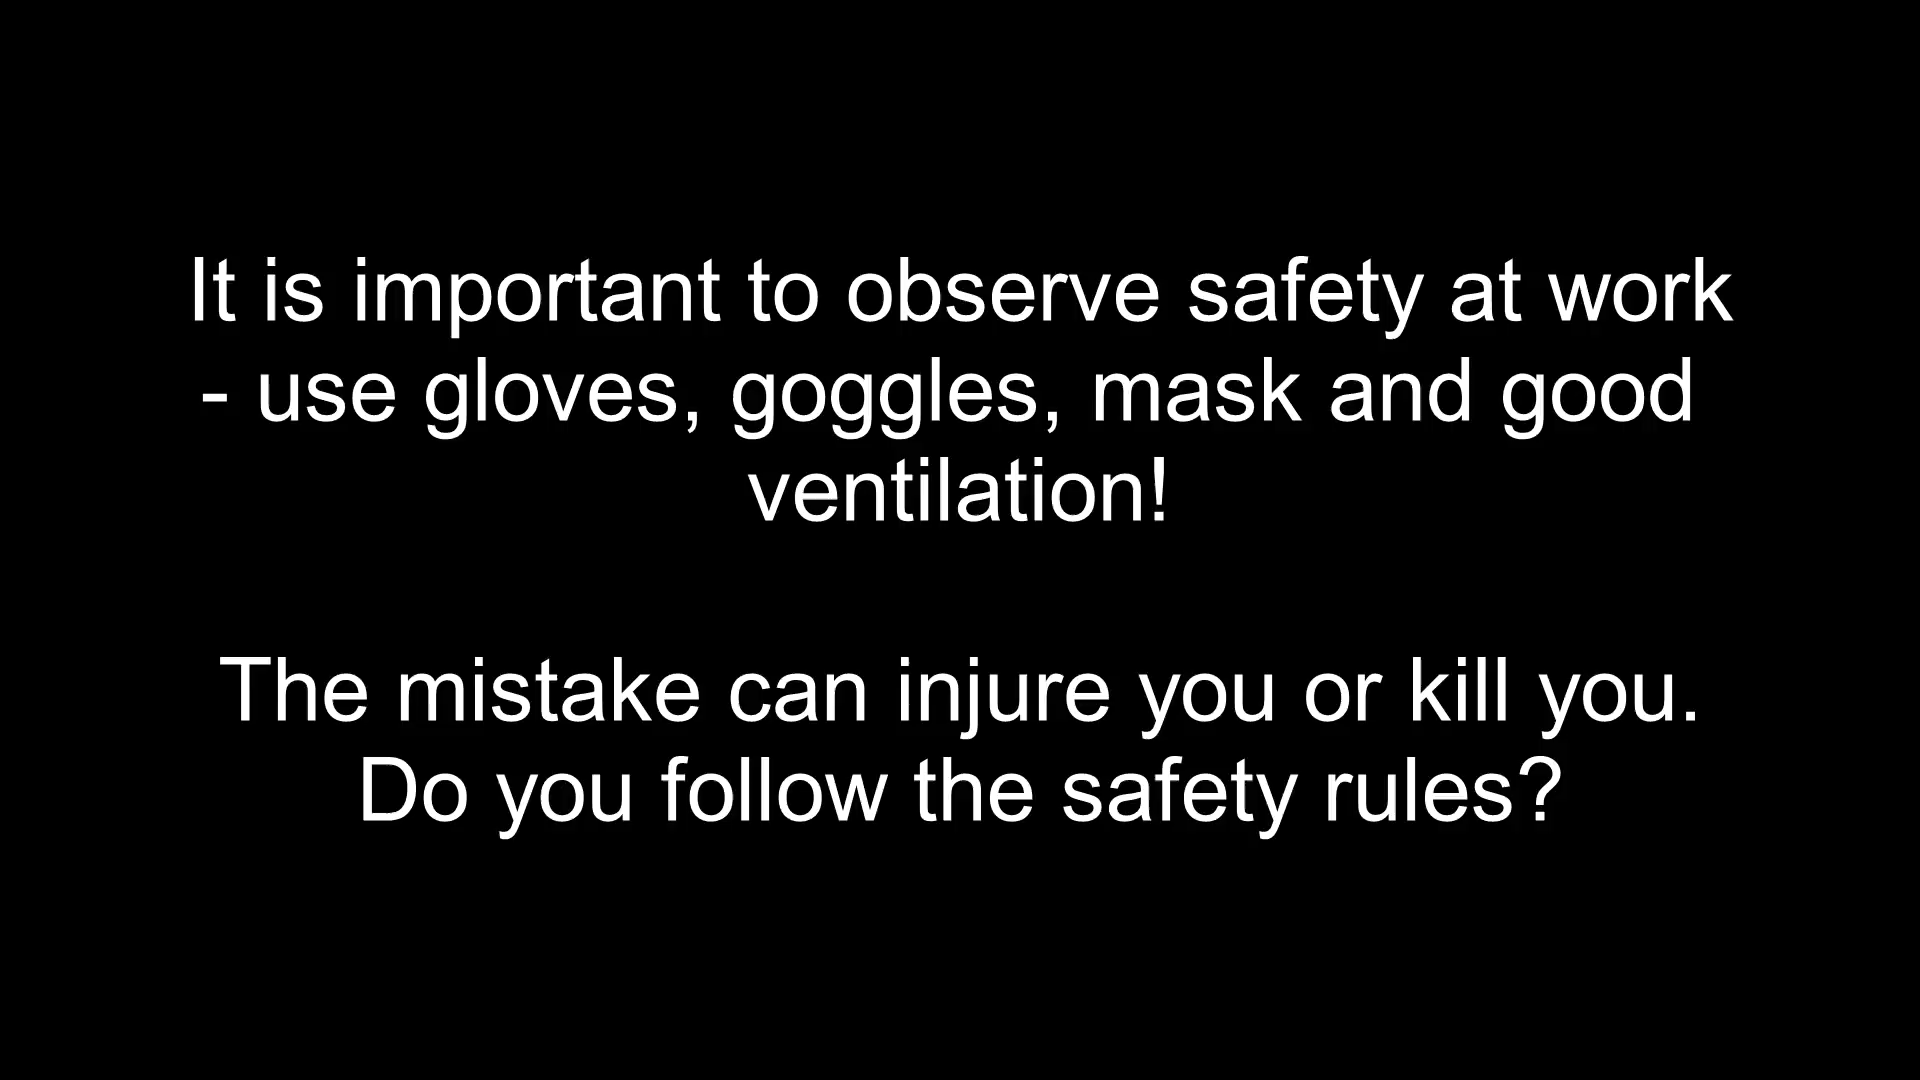 It is important to observe safety at work
- use gloves, goggles, mask and good
ventilation!
The mistake can injure you or kill you.
Do you follow the safety rules?